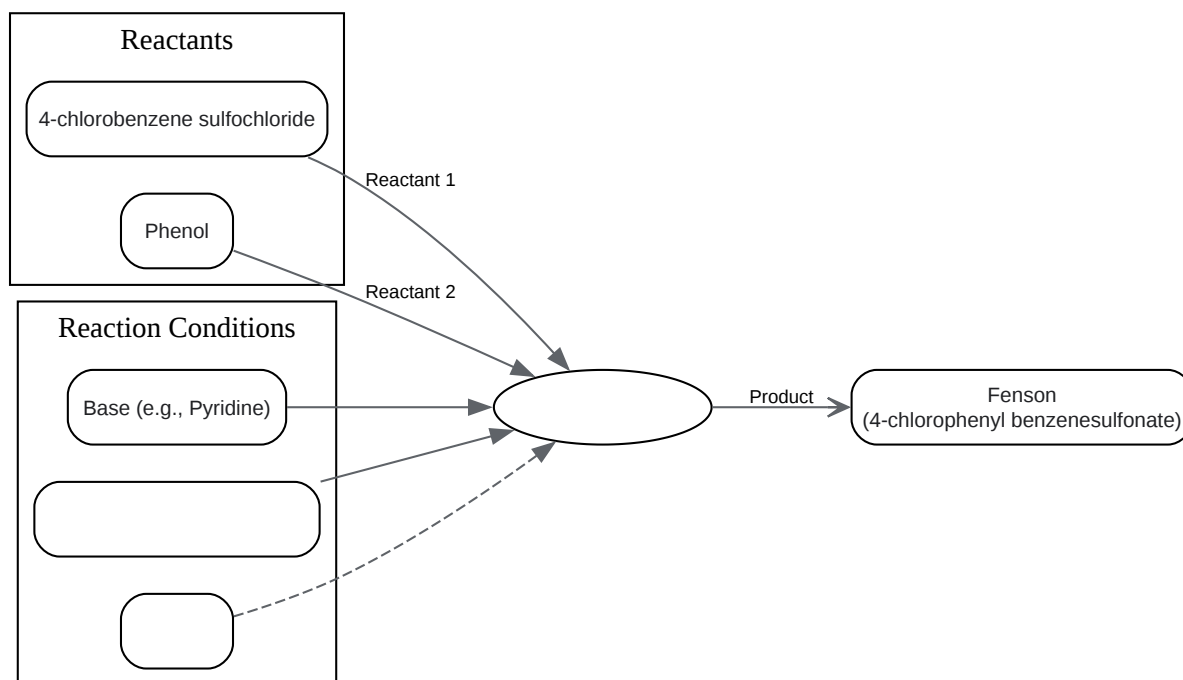 Reactants
4-chlorobenzene sulfochloride
Reactant 1
Phenol
Reactant 2
Reaction Conditions
Base (e.g., Pyridine)
Product
Fenson
(4-chlorophenyl benzenesulfonate)